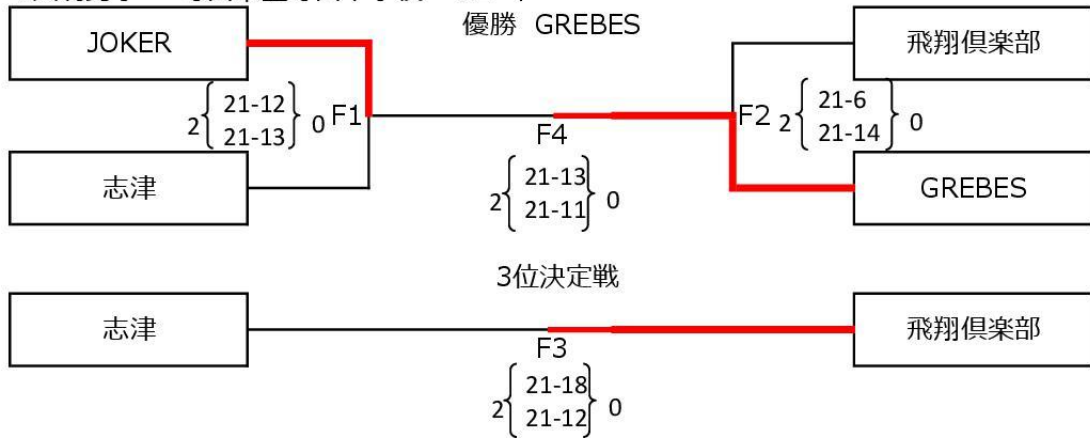 優勝 GREBES
JOKER
飛翔倶楽部
2 21-12 0 F1
21-13
F2 2 21-6 0
21-14
F4
志津
GREBES
2 21-13 0
21-11
3位決定戦
志津
飛翔倶楽部
F3
2 21-18 0
21-12